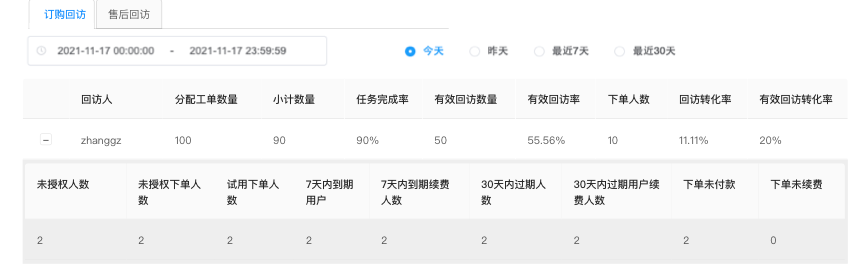 订购回访 售后回访
2021-11-17 00:00:00 - 2021-11-17 23:59:59 今天 昨天 最近7天 最近30天
回访人 分配工单数量 小计数量 任务完成率 有效回访数量 有效回访率 下单人数 回访转化率 有效回访转化率
zhanggz 100 90 90% 50 55.56% 10 11.11% 20%
未授权人数 未授权下单人数 试用下单人数 7天内到期用户 7天内到期续费人数 30天内过期人数 30天内过期用户续费人数 下单未付款 下单未续费
2 2 2 2 2 2 2 2 0